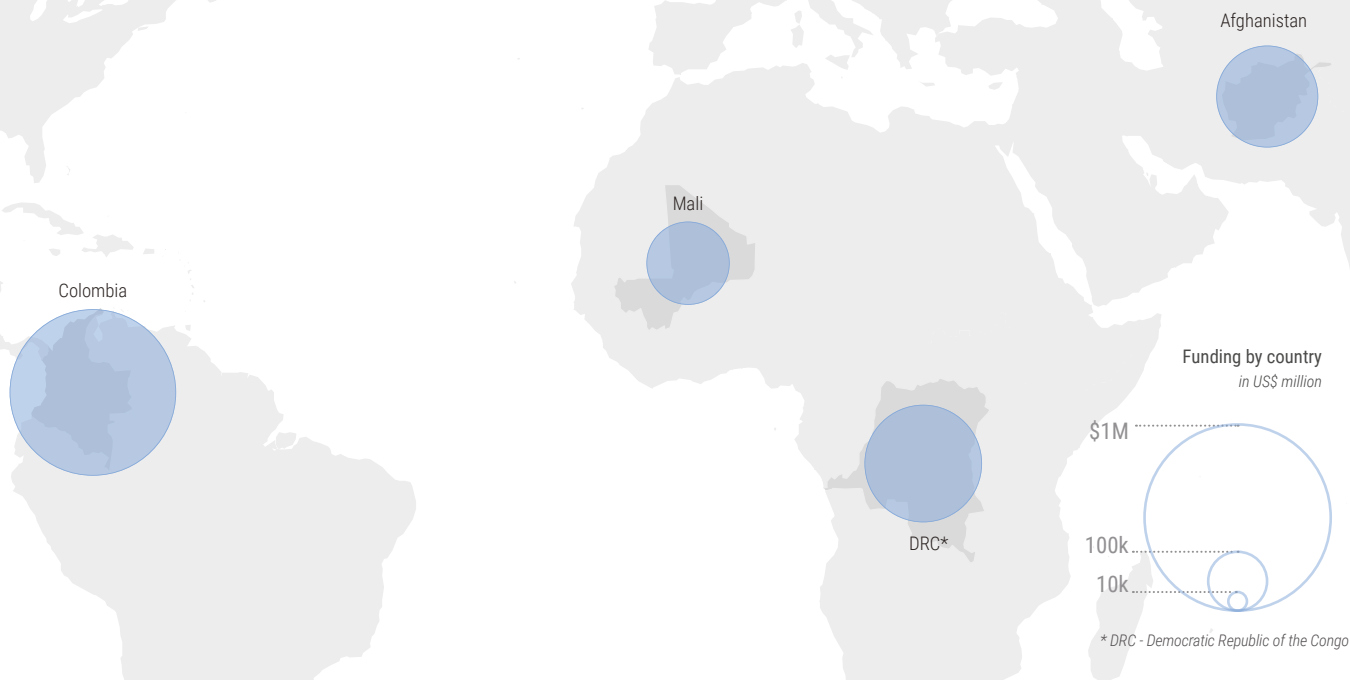 Afghanistan
Mali
Colombia
Funding by country
in US$ million
$1M
100k
DRC*
10k
* DRC - Democratic Republic of the Congo